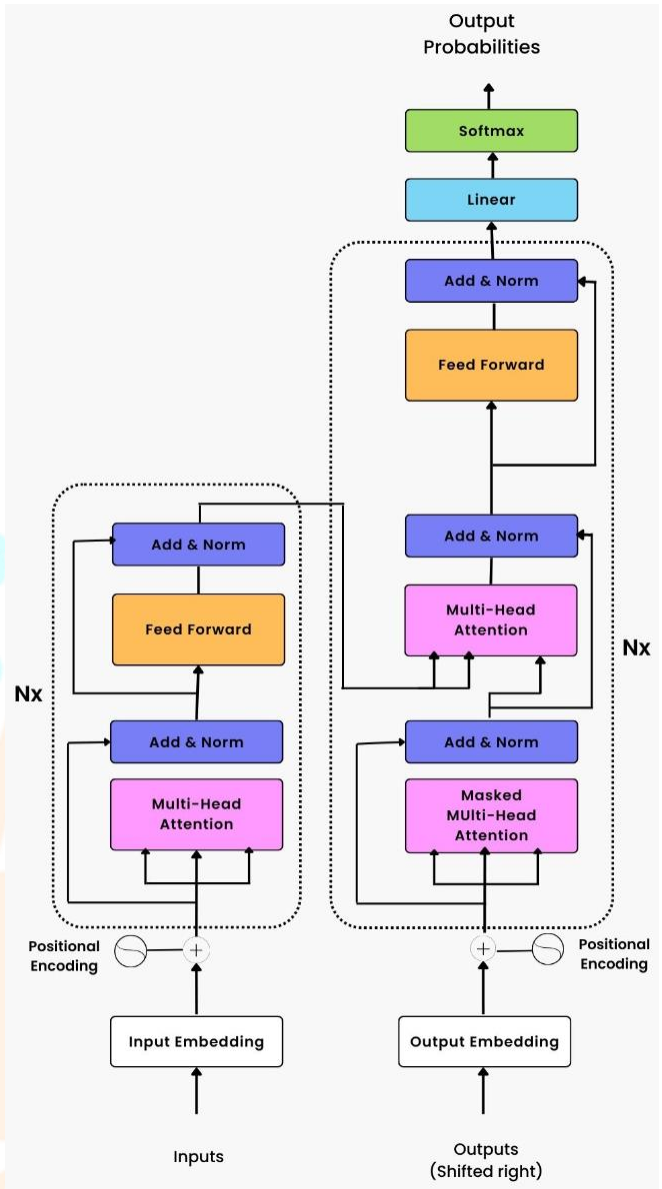 Output
Probabilities
Softmax
Linear
Add & Norm
Feed Forward
Add & Norm
Multi-Head
Attention
Nx
Add & Norm
Masked
MUlti-Head
Attention
Positional
Encoding
Output Embedding
Outputs
(Shifted right)
Add & Norm
Feed Forward
Nx
Add & Norm
Multi-Head
Attention
Positional
Encoding
Input Embedding
Inputs